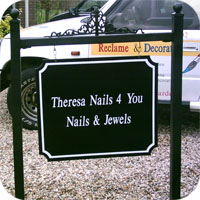 Reclame & Decorat
Theresa Nails 4 You
Nails & Jewels